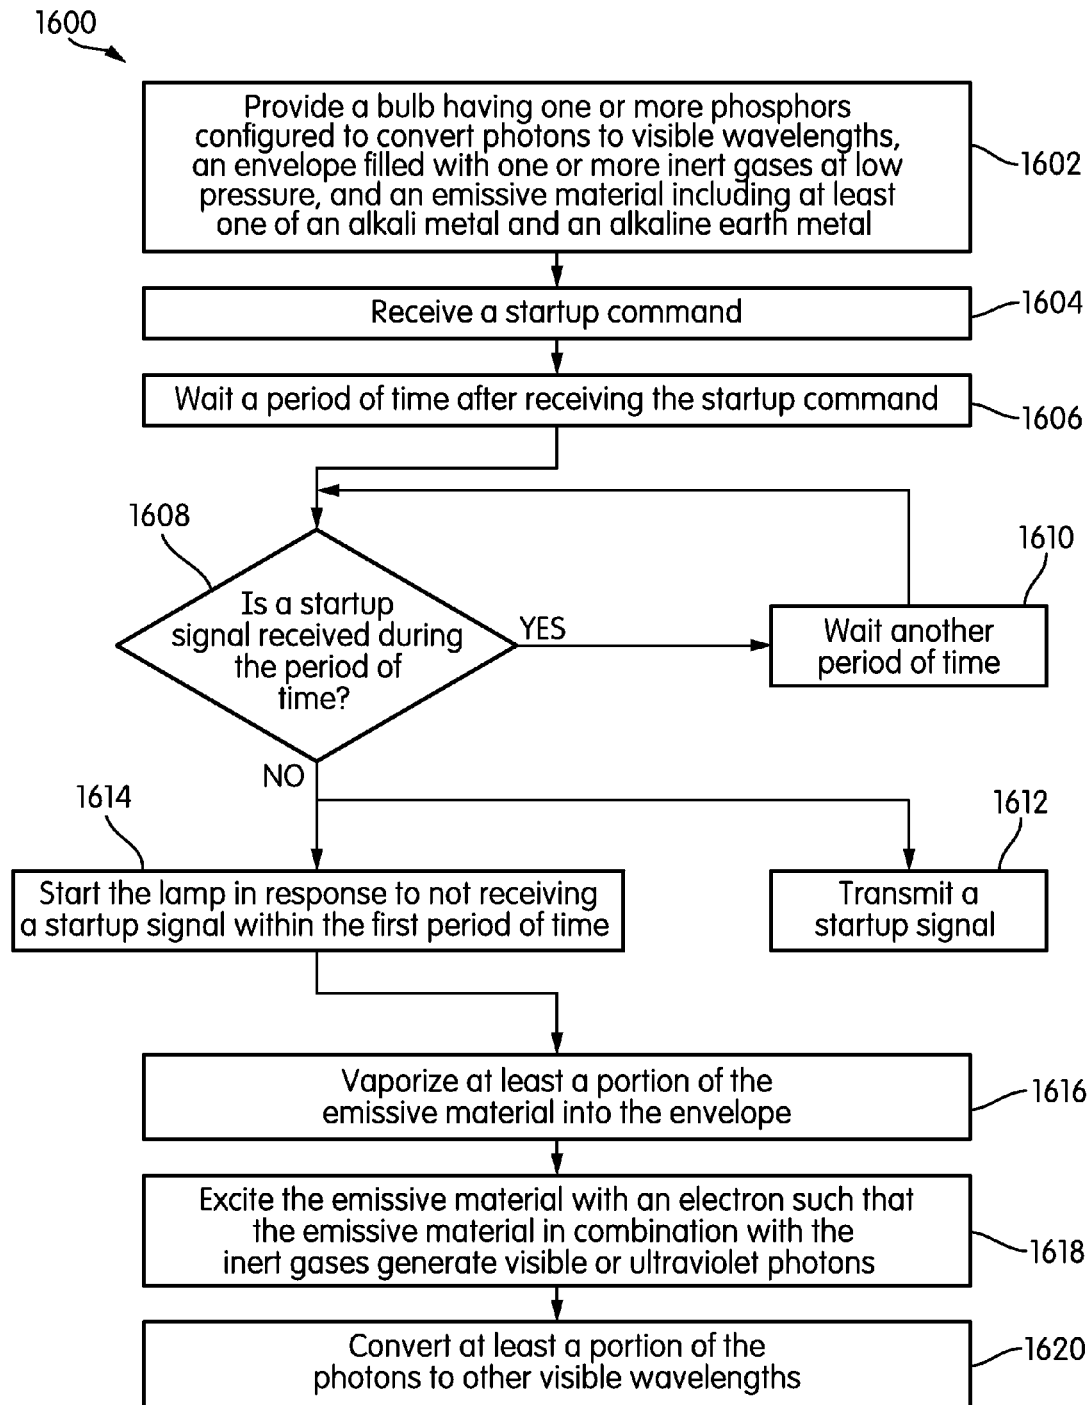 1600
Provide a bulb having one or more phosphors
configured to convert photons to visible wavelengths,
an envelope filled with one or more inert gases at low
pressure, and an emissive material including at least
one of an alkali metal and an alkaline earth metal
1602
Receive a startup command
1604
Wait a period of time after receiving the startup command
1606
1608
Is a startup
signal received during
the period of
time?
YES
1610
Wait another
period of time
NO
1614
Start the lamp in response to not receiving
a startup signal within the first period of time
1612
Transmit a
startup signal
Vaporize at least a portion of the
emissive material into the envelope
1616
Excite the emissive material with an electron such that
the emissive material in combination with the
inert gases generate visible or ultraviolet photons
1618
Convert at least a portion of the
photons to other visible wavelengths
1620